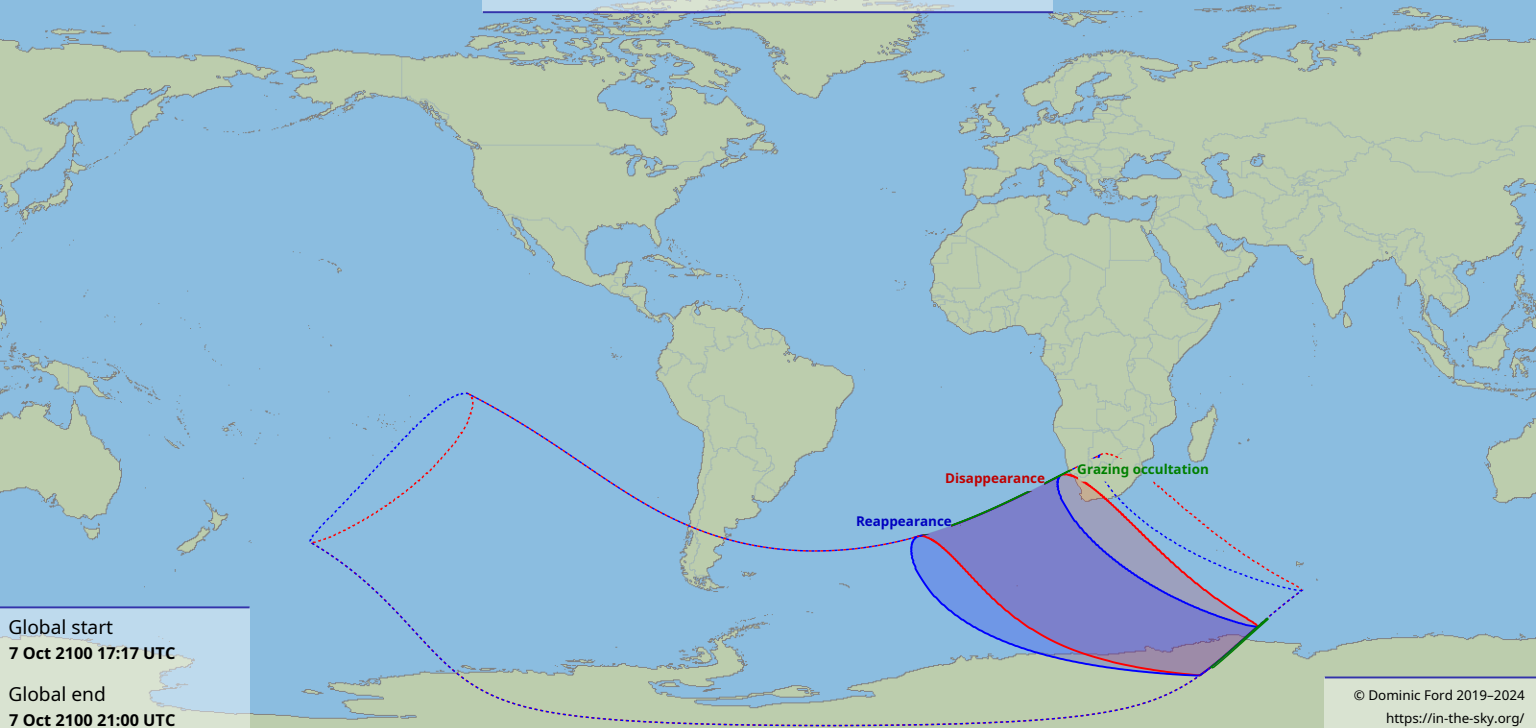 Disappearance
Grazing occultation
Reappearance
Global start
7 Oct 2100 17:17 UTC
Global end
7 Oct 2100 21:00 UTC
© Dominic Ford 2019–2024
https://in-the-sky.org/